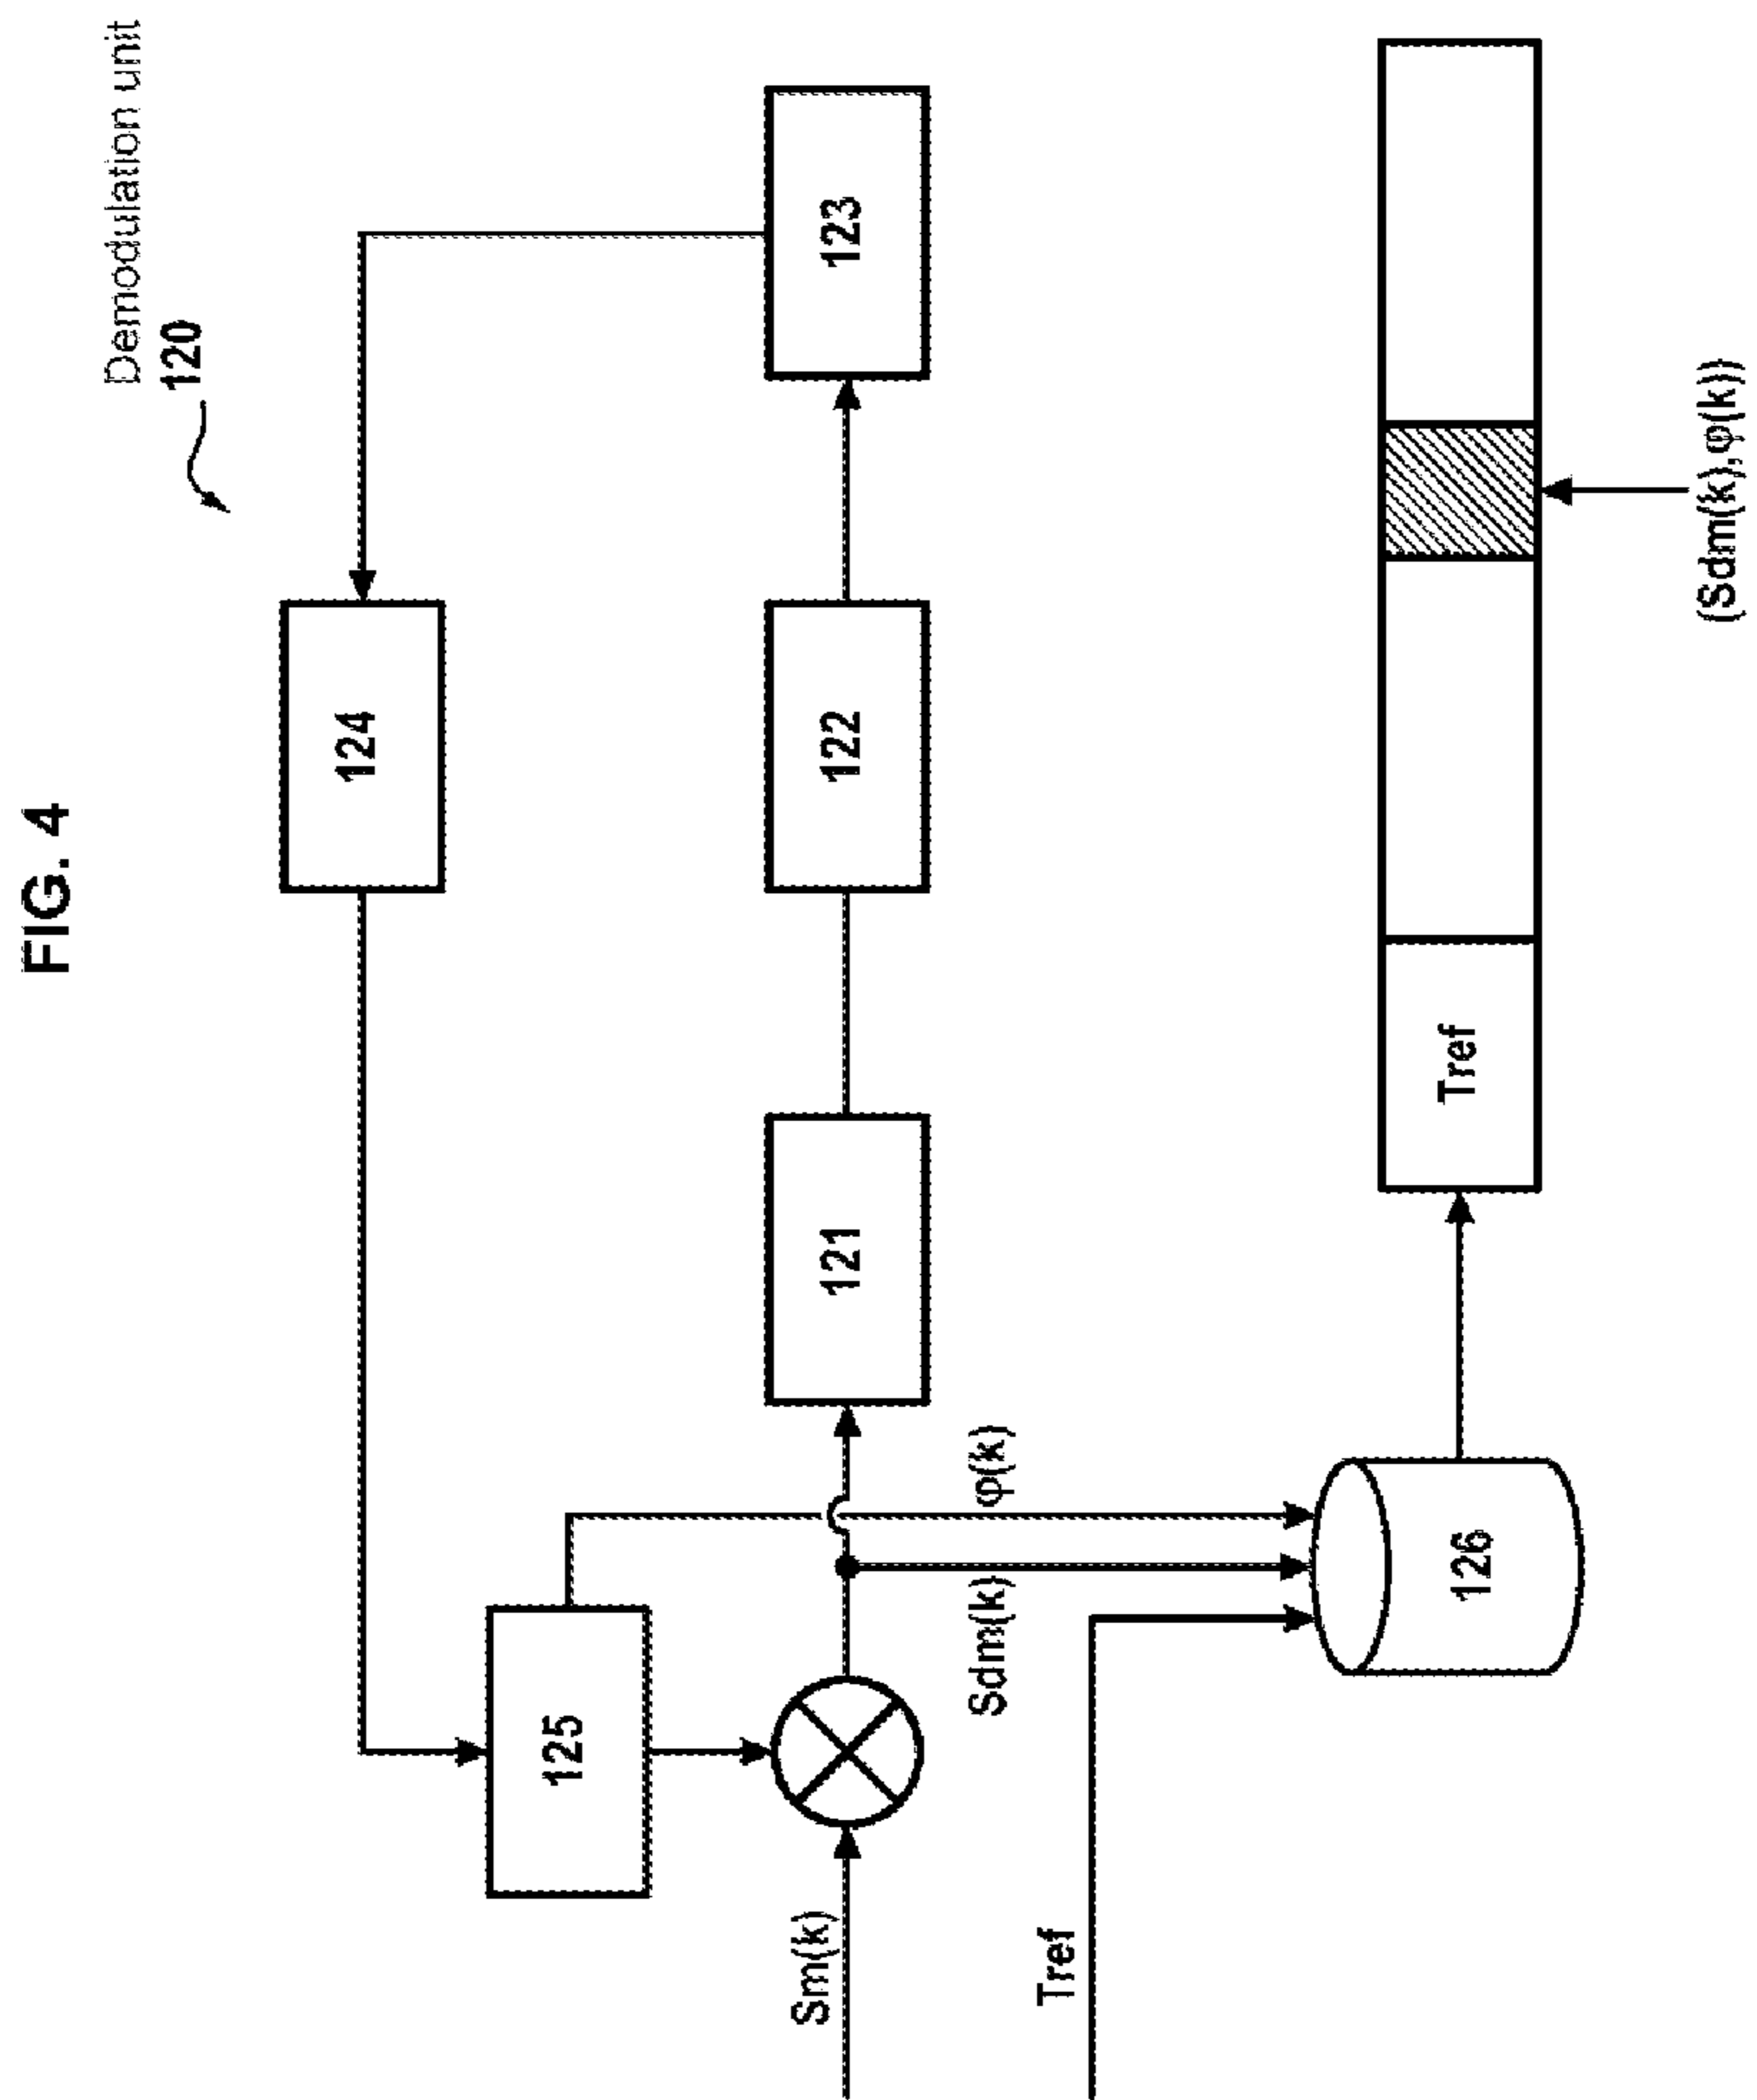 FIG. 4
Demodulation unit
120
124
125
Sm(k)
121
122
123
φ(k)
Sdm(k)
Tref
126
Tref
(Sdm(k),φ(k))